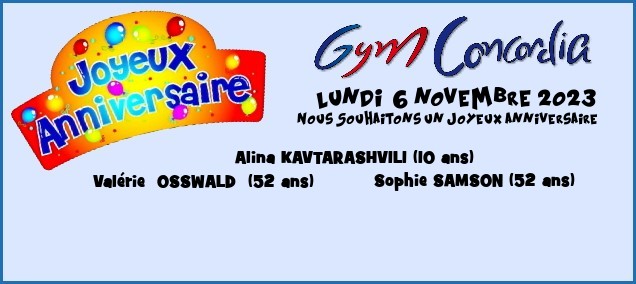 Joyeux
Anniversaire
Gym Concordia
LUNDI 6 NOVEMBRE 2023
NOUS SOUHAITONS UN JOYEUX ANNIVERSAIRE
Alina KAVTARASHVILI (10 ans)
Valérie OSSWALD (52 ans) Sophie SAMSON (52 ans)